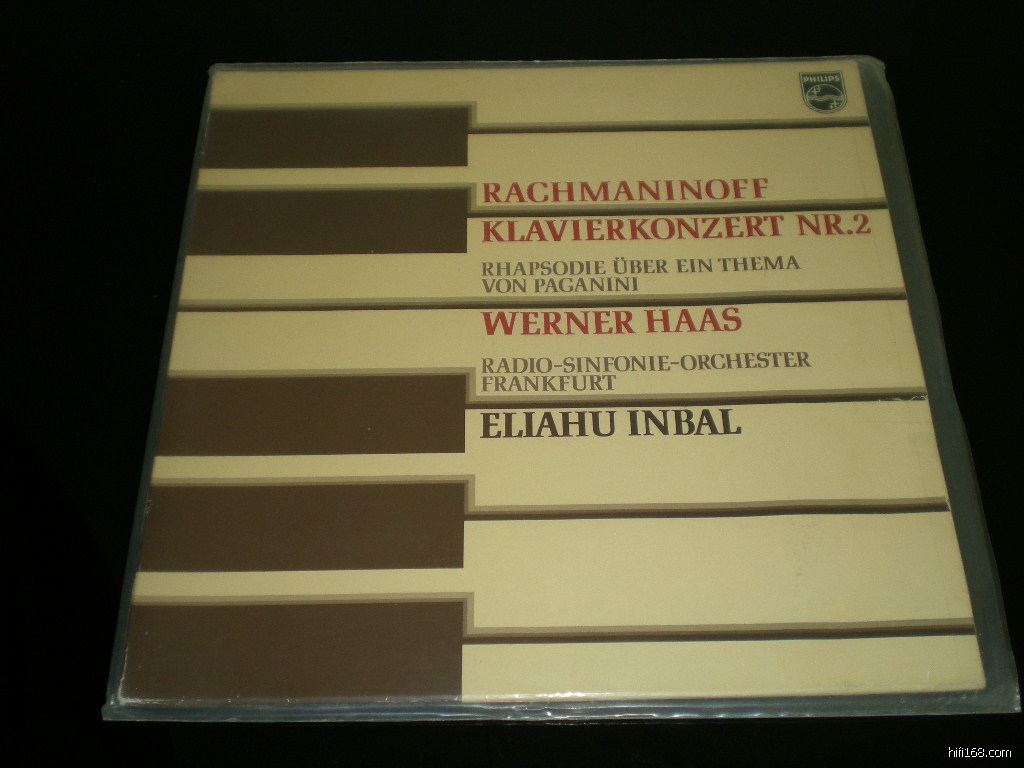 PHILIPS
RACHMANINOFF
KLAVIERKONZERT NR.2
RHAPSODIE ÜBER EIN THEMA
VON PAGANINI
WERNER HAAS
RADIO-SINFONIE-ORCHESTER
FRANKFURT
ELIAHU INBAL
hifi168.com